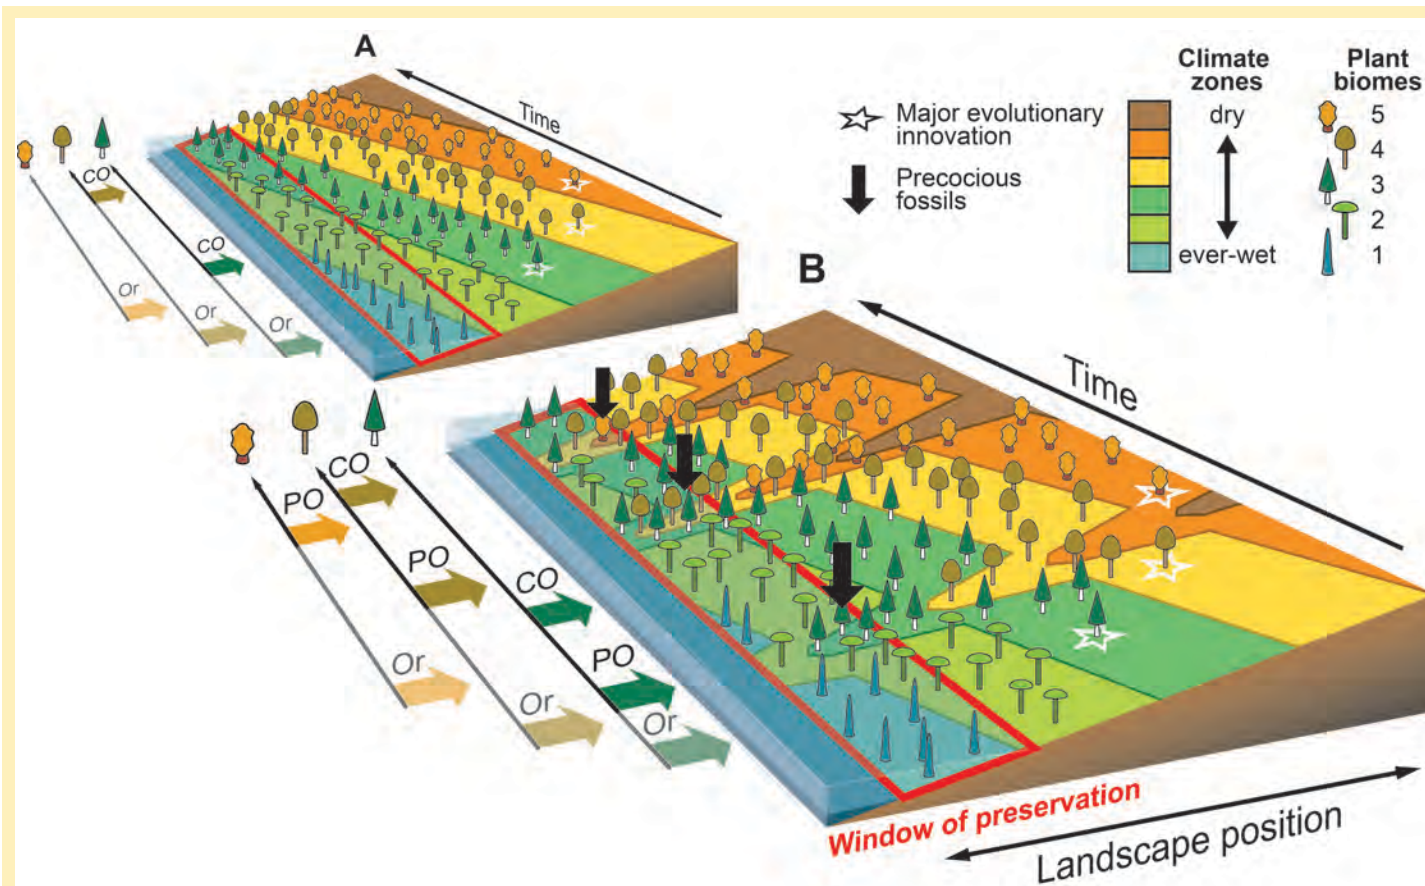 A
Time
CO
CO
Or
Or
Or
Major evolutionary
innovation
Precocious
fossils
Climate
zones
dry
ever-wet
Plant
biomes
5
4
3
2
1
B
Time
CO
PO
PO
CO
PO
Or
Or
Or
Window of preservation
Landscape position